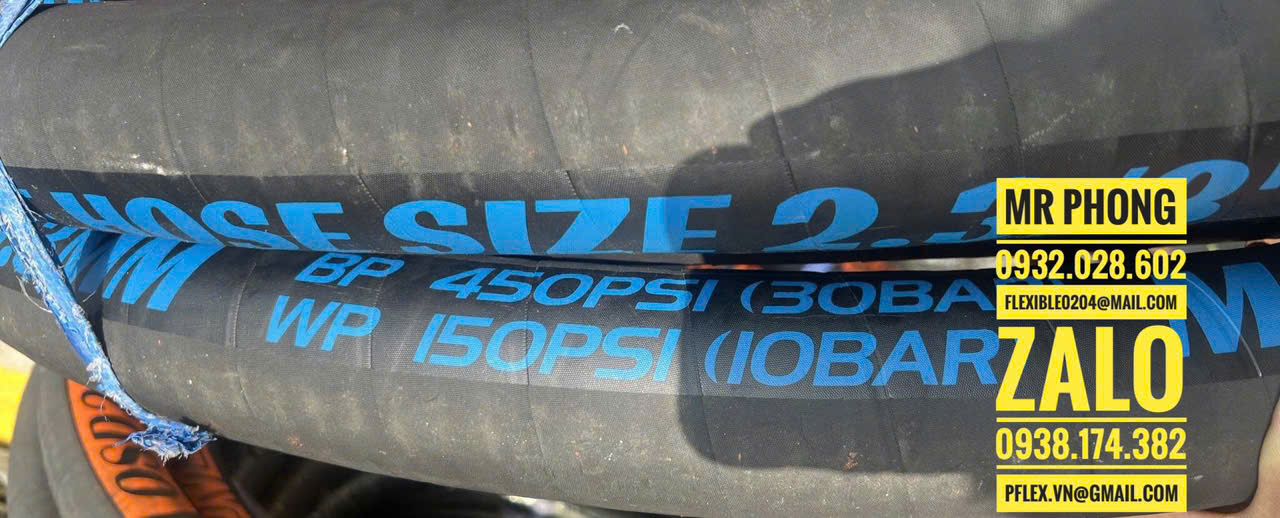 HOSE SIZE 2.3
MM
BP 450PSI (30BA
WP 150PSI (10BAR
M
MR PHONG
0932.028.602
FLEXIBLE0204@MAIL.COM
ZALO
0938.174.382
PFLEX.VN@GMAIL.COM